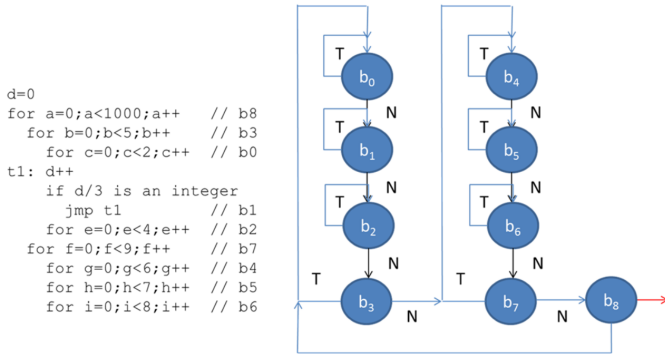 d=0
for a=0;a<1000;a++ // b8
for b=0;b<5;b++ // b3
for c=0;c<2;c++ // b0
t1: d++
if d/3 is an integer
jmp t1 // b1
for e=0;e<4;e++ // b2
for f=0;f<9;f++ // b7
for g=0;g<6;g++ // b4
for h=0;h<7;h++ // b5
for i=0;i<8;i++ // b6
T
b0
N
T
b1
N
T
b2
N
T
b3
N
T
b4
N
T
b5
N
T
b6
N
T
b7
N
b8